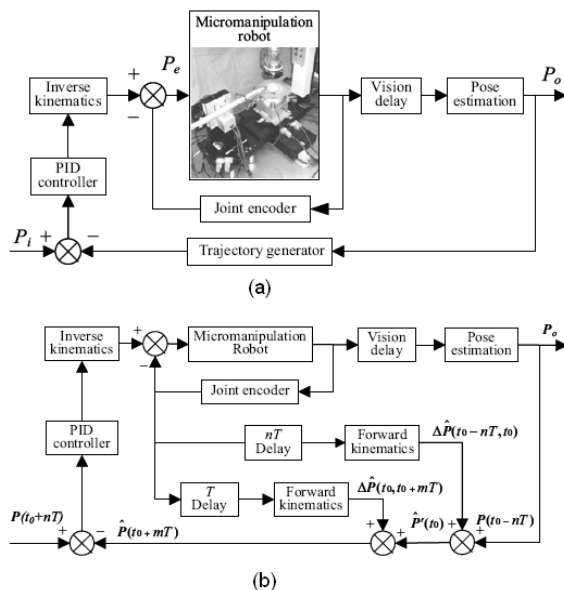 Micromanipulation
robot
P_e
Inverse
kinematics
+
−
Vision
delay
Pose
estimation
P_o
PID
controller
Joint encoder
P_i
+
−
Trajectory generator
(a)
Inverse
kinematics
+
−
Micromanipulation
Robot
Vision
delay
Pose
estimation
P_o
Joint encoder
PID
controller
nT
Delay
Forward
kinematics
ΔP̂(t₀−nT,t₀)
T
Delay
Forward
kinematics
ΔP̂(t₀,t₀+mT)
P(t₀+nT)
+
−
P̂(t₀+mT)
+
+
P̂'(t₀)
+
+
P(t₀−nT)
(b)